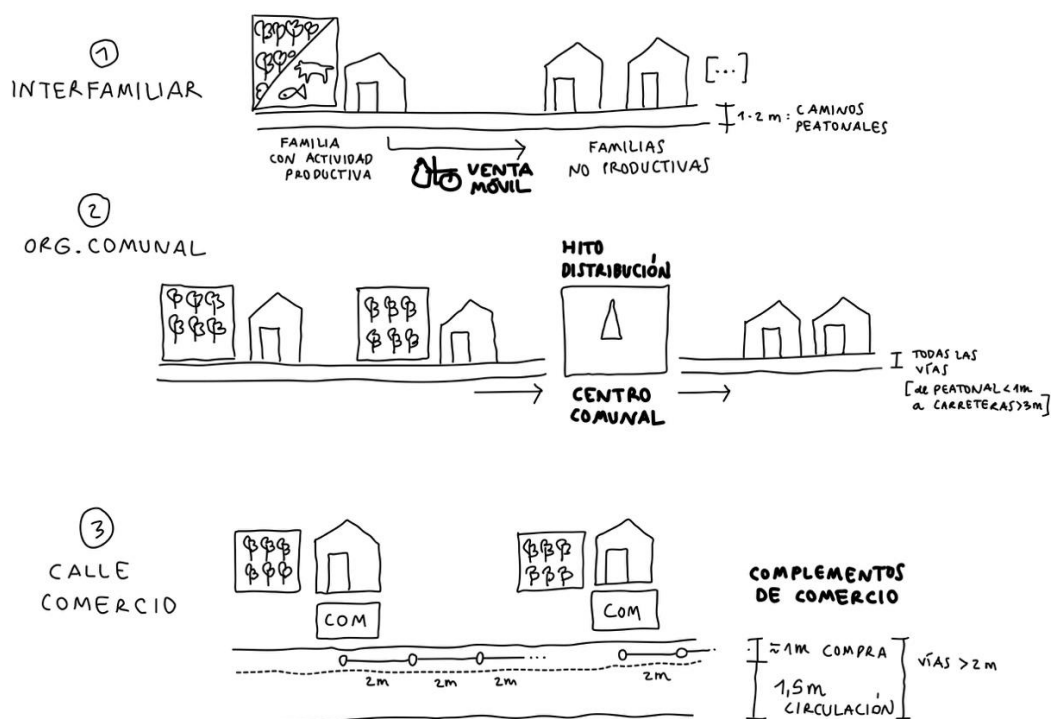 1
INTERFAMILIAR
[...]
1-2 m: CAMINOS
PEATONALES
FAMILIA
CON ACTIVIDAD
PRODUCTIVA
VENTA
MÓVIL
FAMILIAS
NO PRODUCTIVAS
2
ORG. COMUNAL
HITO
DISTRIBUCIÓN
CENTRO
COMUNAL
TODAS LAS
VÍAS
[de PEATONAL <1m
a CARRETERAS >3m]
3
CALLE
COMERCIO
COM
COM
2m
2m
2m
...
2m
...
COMPLEMENTOS
DE COMERCIO
≈1m COMPRA
1,5m
CIRCULACIÓN
VÍAS >2m